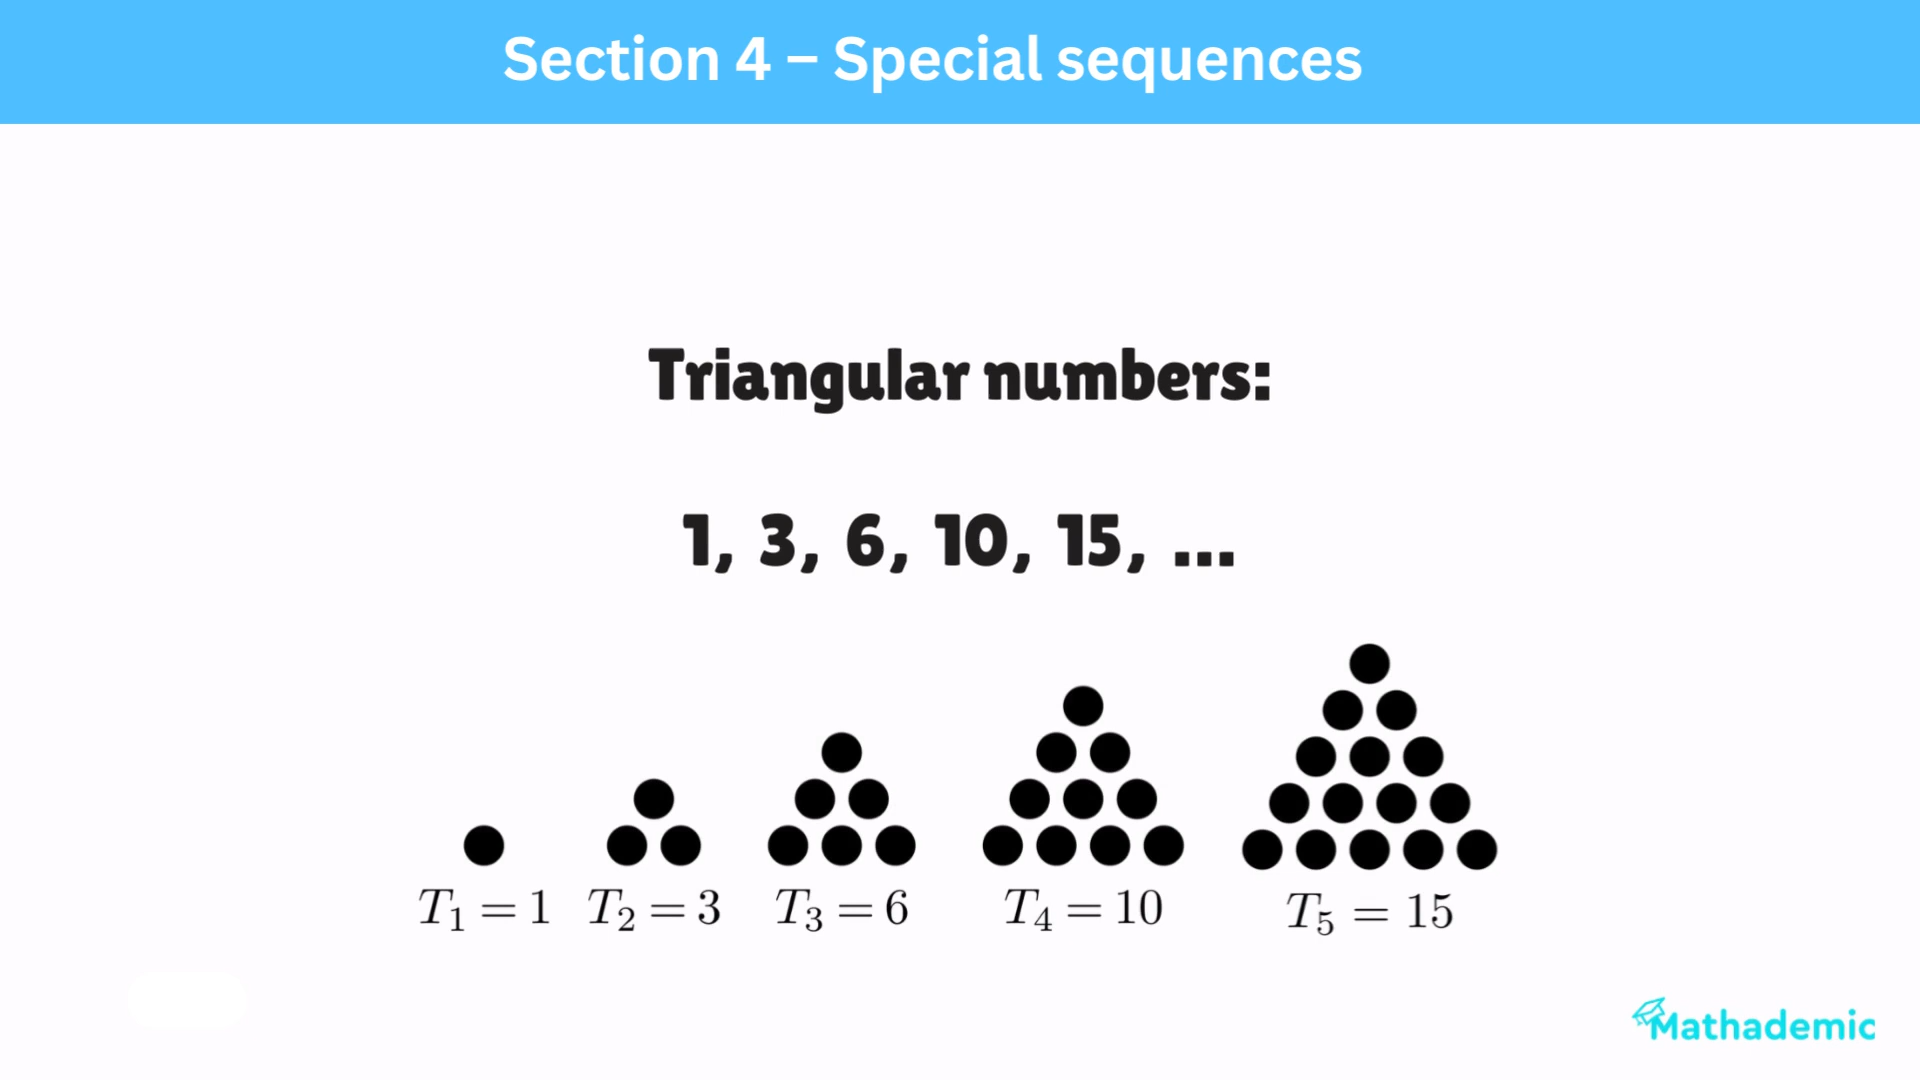 Section 4 – Special sequences
Triangular numbers:
1, 3, 6, 10, 15, ...
T₁ = 1 T₂ = 3 T₃ = 6 T₄ = 10 T₅ = 15
Mathademic